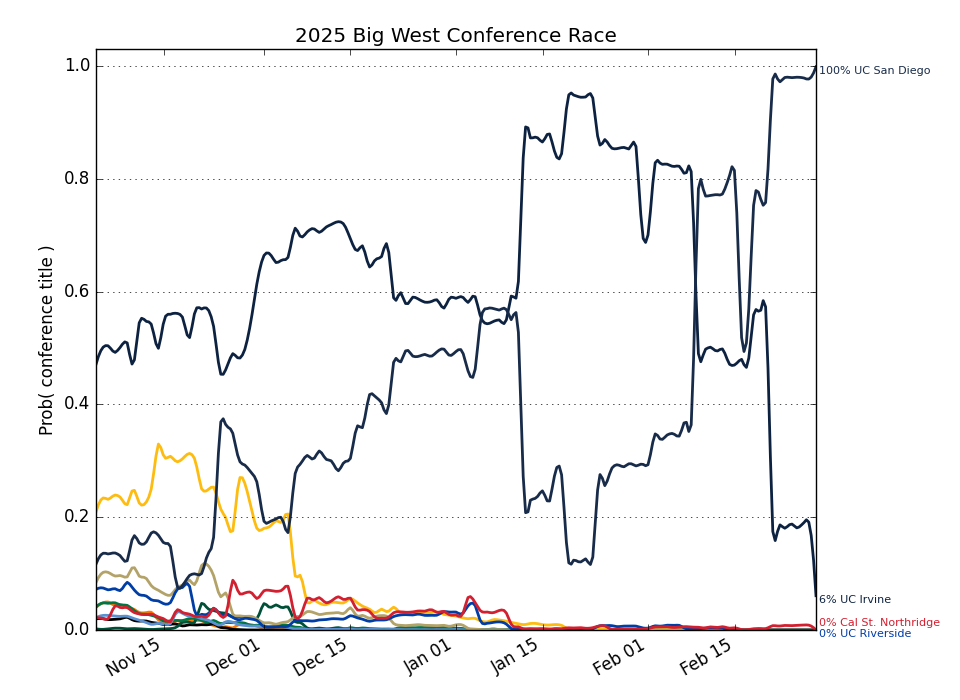 2025 Big West Conference Race
Prob( conference title )
1.0
0.8
0.6
0.4
0.2
0.0
Nov 15
Dec 01
Dec 15
Jan 01
Jan 15
Feb 01
Feb 15
100% UC San Diego
6% UC Irvine
0% Cal St. Northridge
0% UC Riverside